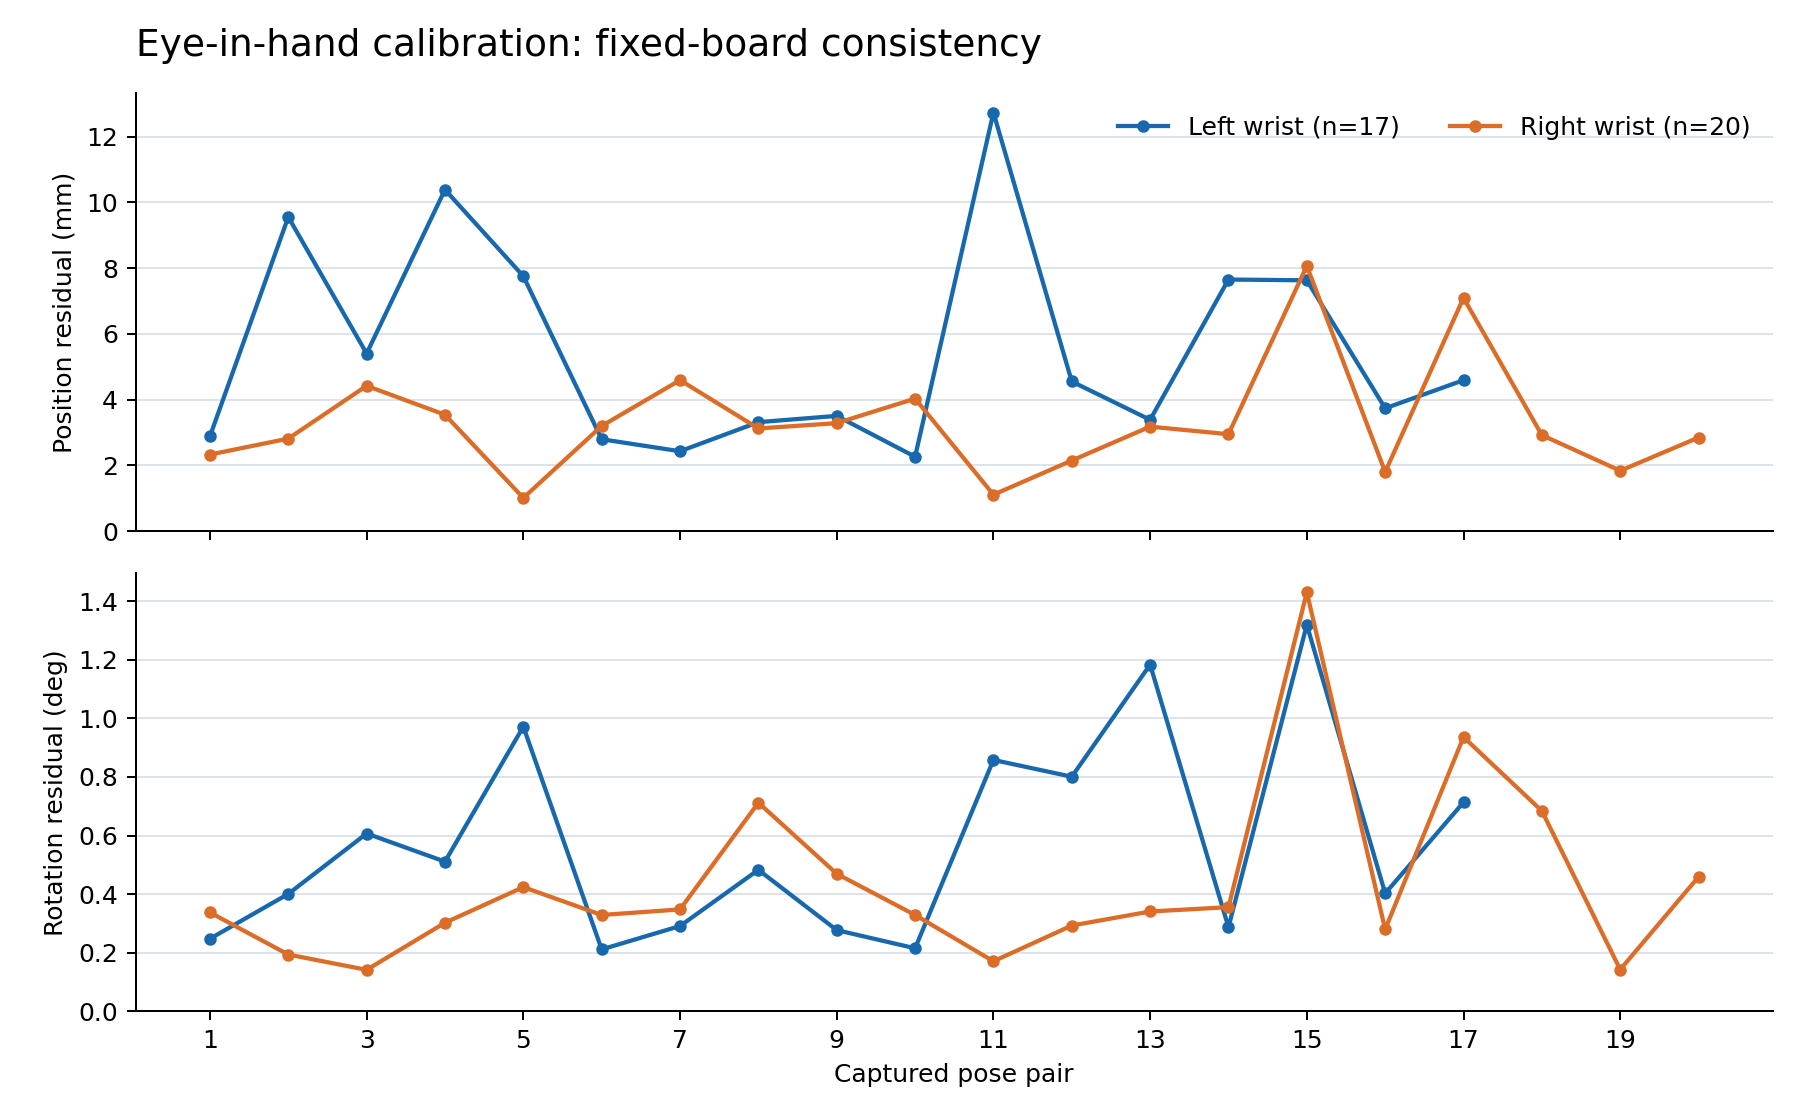 Eye-in-hand calibration: fixed-board consistency
Left wrist (n=17)
Right wrist (n=20)
Position residual (mm)
12
10
8
6
4
2
0
Rotation residual (deg)
1.4
1.2
1.0
0.8
0.6
0.4
0.2
0.0
1 3 5 7 9 11 13 15 17 19
Captured pose pair